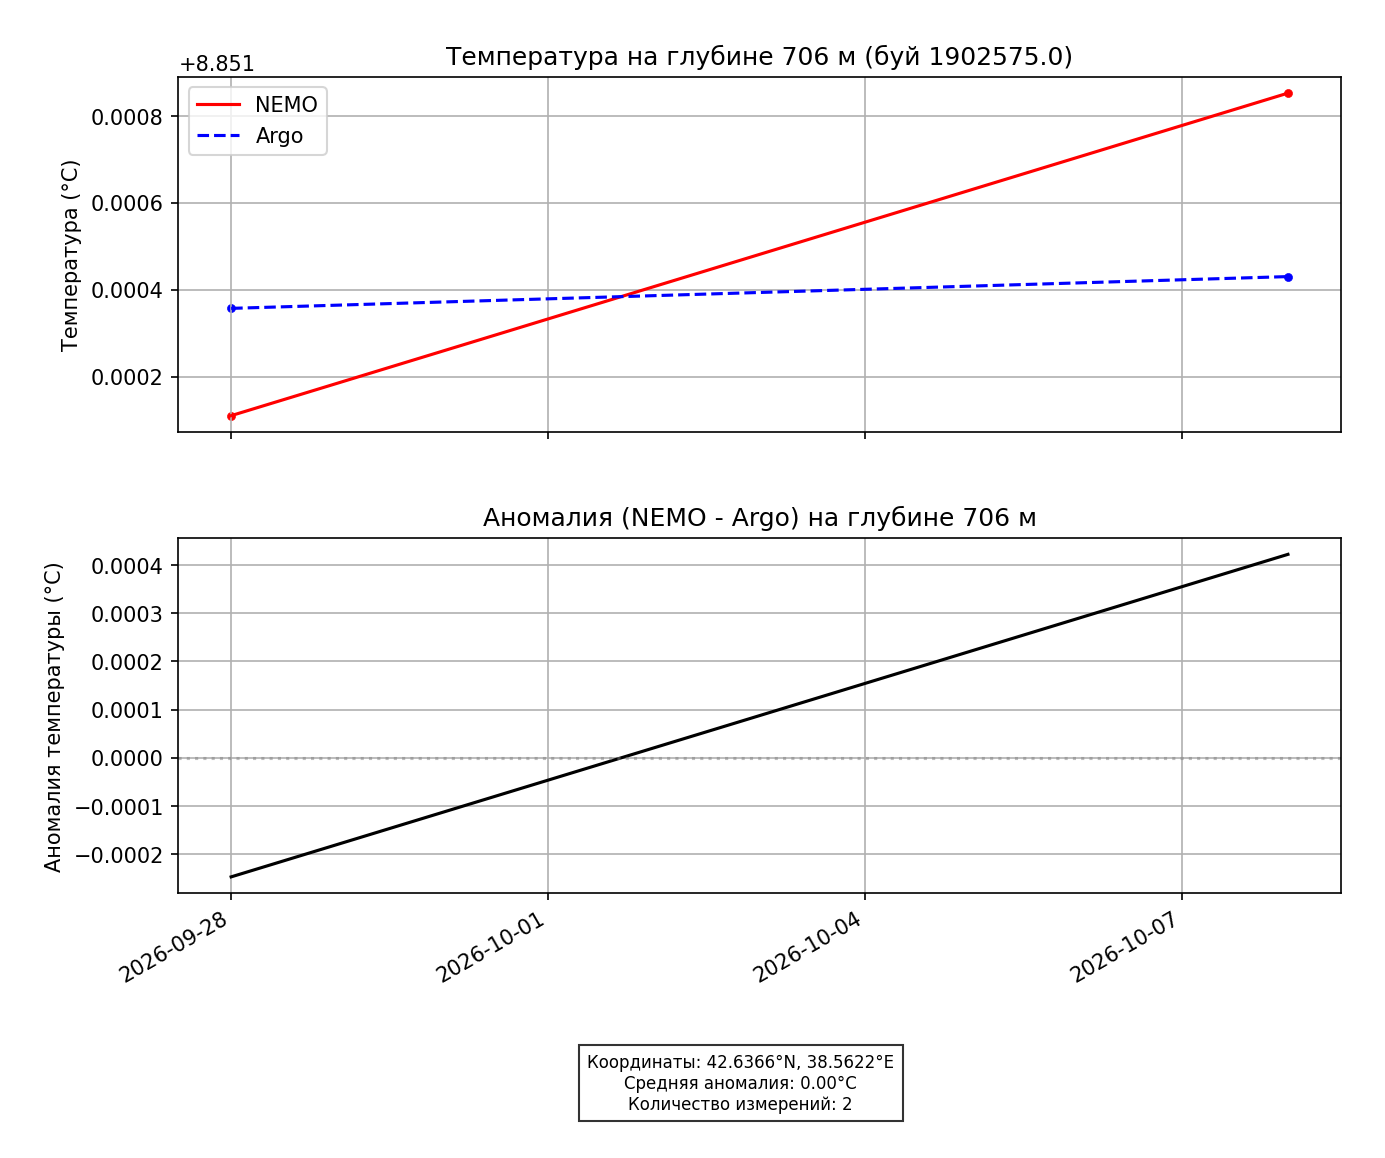 Температура на глубине 706 м (буй 1902575.0)
+8.851
NEMO
Argo
0.0008
0.0006
0.0004
0.0002
Температура (°C)
Аномалия (NEMO - Argo) на глубине 706 м
0.0004
0.0003
0.0002
0.0001
0.0000
−0.0001
−0.0002
Аномалия температуры (°C)
2026-09-28
2026-10-01
2026-10-04
2026-10-07
Координаты: 42.6366°N, 38.5622°E
Средняя аномалия: 0.00°C
Количество измерений: 2